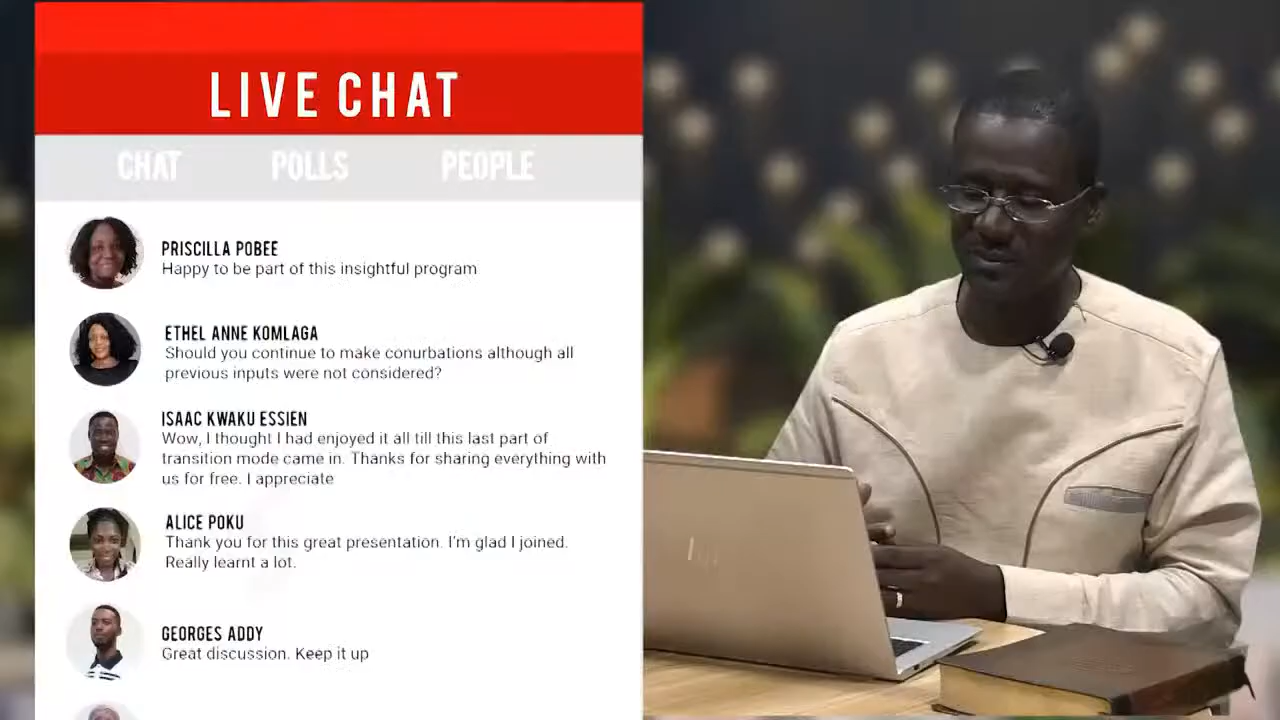 LIVE CHAT
CHAT POLLS PEOPLE
PRISCILLA POBEE
Happy to be part of this insightful program
ETHEL ANNE KOMLAGA
Should you continue to make conurbations although all
previous inputs were not considered?
ISAAC KWAKU ESSIEN
Wow, I thought I had enjoyed it all till this last part of
transition mode came in. Thanks for sharing everything with
us for free. I appreciate
ALICE POKU
Thank you for this great presentation. I'm glad I joined.
Really learnt a lot.
GEORGES ADDY
Great discussion. Keep it up